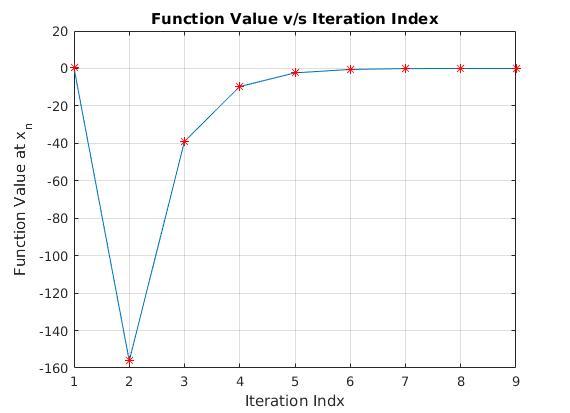 Function Value v/s Iteration Index
20
0
-20
-40
-60
-80
-100
-120
-140
-160
Function Value at x_n
1 2 3 4 5 6 7 8 9
Iteration Indx